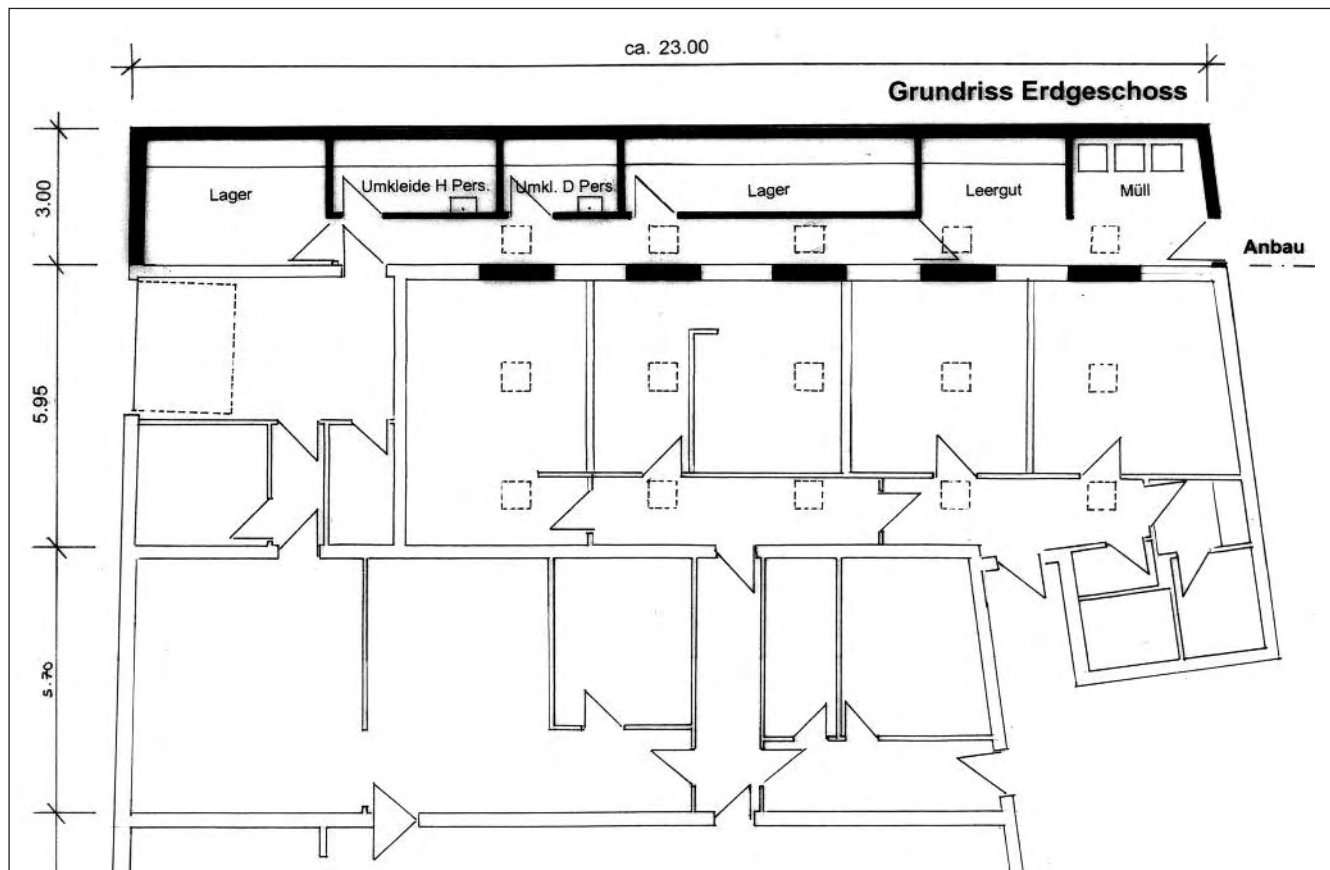 ca. 23.00
Grundriss Erdgeschoss
3.00
Lager
Umkleide H Pers.
Umkl. D Pers.
Lager
Leergut
Müll
Anbau
5.95
5.70